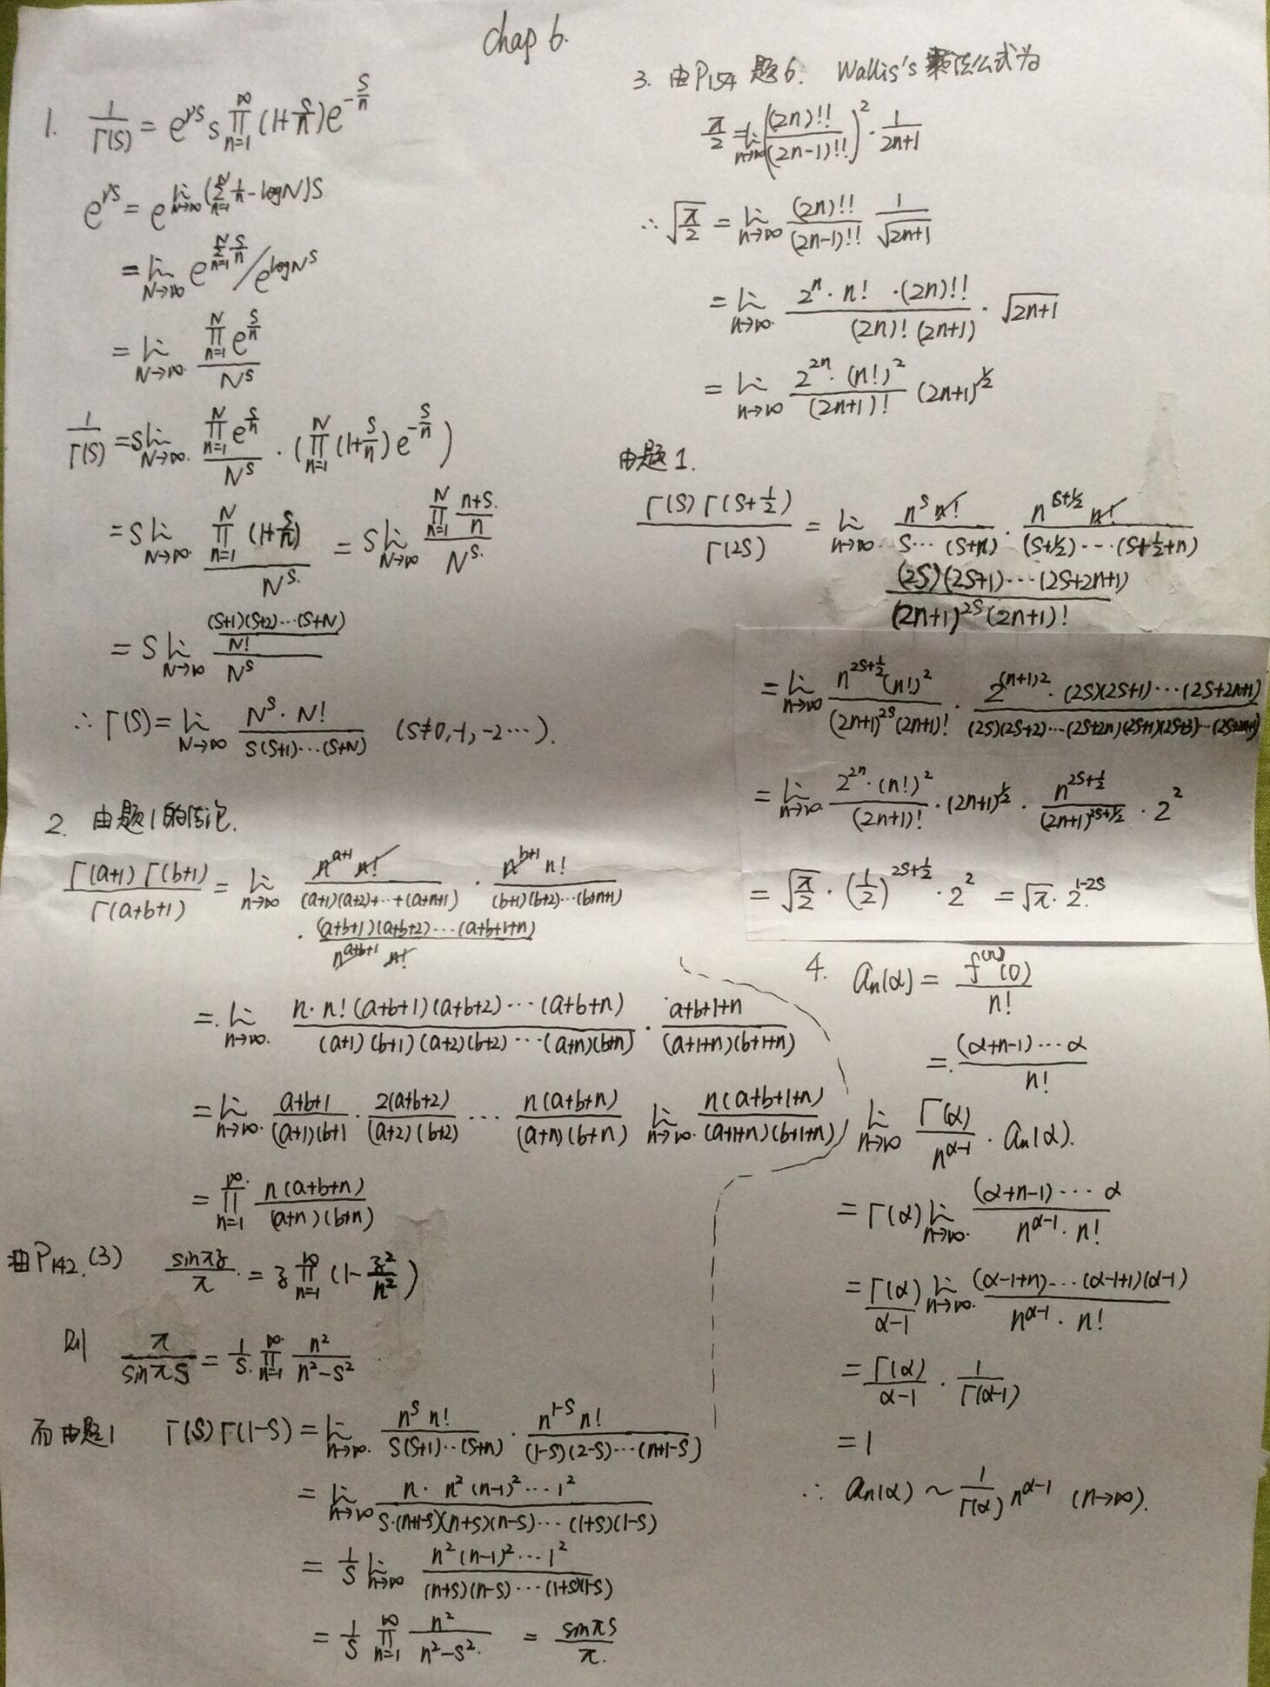 Chap 6.
1. 1/Γ(s) = e^{γs} s ∏_{n=1}^{∞} (1+s/n) e^{-s/n}
e^{γs} = e^{lim_{N→∞} (∑_{n=1}^{N} 1/n - log N) s}
= lim_{N→∞} e^{∑_{n=1}^{N} s/n} / e^{log N^s}
= lim_{N→∞} (∏_{n=1}^{N} e^{s/n}) / N^s
1/Γ(s) = s lim_{N→∞} (∏_{n=1}^{N} e^{s/n}) / N^s · (∏_{n=1}^{N} (1+s/n) e^{-s/n})
= s lim_{N→∞} (∏_{n=1}^{N} (1+s/n)) / N^s = s lim_{N→∞} (∏_{n=1}^{N} (n+s)/n) / N^s
= s lim_{N→∞} ((s+1)(s+2)···(s+N) / N!) / N^s
∴ Γ(s) = lim_{N→∞} N^s · N! / (s(s+1)···(s+N)) (s≠0,-1,-2···).
2. 由题1的结论.
Γ(a+1)Γ(b+1)/Γ(a+b+1) = lim_{n→∞} n^{a+1} n! / ((a+1)(a+2)+··+(a+n+1)) · n^{b+1} n! / ((b+1)(b+2)···(b+n+1))
· (a+b+1)(a+b+2)···(a+b+1+n) / (n^{a+b+1} n!)
= lim_{n→∞} n·n!(a+b+1)(a+b+2)···(a+b+n) / ((a+1)(b+1)(a+2)(b+2)···(a+n)(b+n)) · (a+b+1+n) / ((a+1+n)(b+1+n))
= lim_{n→∞} (a+b+1)/((a+1)(b+1) · 2(a+b+2)/((a+2)(b+2)) ··· n(a+b+n)/((a+n)(b+n)) lim_{n→∞} n(a+b+1+n)/((a+1+n)(b+1+n))
= ∏_{n=1}^{∞} n(a+b+n)/((a+n)(b+n))
由P142.(3) sinπz/π = z ∏_{n=1}^{∞} (1-z²/n²)
则 π/sinπs = 1/s ∏_{n=1}^{∞} n²/(n²-s²)
而由题1 Γ(s)Γ(1-s) = lim_{n→∞} n^s n! / (s(s+1)···(s+n)) · n^{1-s} n! / ((1-s)(2-s)···(n+1-s))
= lim_{n→∞} n·n²(n-1)²···1² / (s·(n+1-s)(n+s)(n-s)···(1+s)(1-s))
= 1/s lim_{n→∞} n²(n-1)²···1² / ((n+s)(n-s)···(1+s)(1-s))
= 1/s ∏_{n=1}^{∞} n²/(n²-s²) = sinπs/π.
3. 由P154 题6. Wallis's 乘法公式为
π/2 = lim_{n→∞} ((2n)!!/(2n-1)!!)² · 1/(2n+1)
∴ √(π/2) = lim_{n→∞} (2n)!!/(2n-1)!! 1/√(2n+1)
= lim_{n→∞} 2^n·n!·(2n)!! / ((2n)!(2n+1)) · √(2n+1)
= lim_{n→∞} 2^{2n}·(n!)² / (2n+1)! (2n+1)^{1/2}
由题1.
Γ(s)Γ(s+1/2)/Γ(2s) = lim_{n→∞} n^s n! / (s···(s+n)) · n^{s+1/2} n! / ((s+1/2)···(s+1/2+n))
(2s)(2s+1)···(2s+2n+1) / ((2n+1)^{2s}(2n+1)!)
= lim_{n→∞} n^{2s+1/2}(n!)² / ((2n+1)^{2s}(2n+1)!) · 2^{(n+1)2}·(2s)(2s+1)···(2s+2n+1) / ((2s)(2s+2)···(2s+2n)(2s+1)(2s+3)···(2s+2n+1))
= lim_{n→∞} 2^{2n}·(n!)² / (2n+1)! · (2n+1)^{1/2} · n^{2s+1/2} / (2n+1)^{2s+1/2} · 2²
= √(π/2) · (1/2)^{2s+1/2} · 2² = √π · 2^{1-2s}
4. a_n(α) = f^{(n)}(0)/n!
= (α+n-1)···α / n!
lim_{n→∞} Γ(α)/n^{α-1} · a_n(α).
= Γ(α) lim_{n→∞} (α+n-1)···α / (n^{α-1}·n!)
= Γ(α)/(α-1) lim_{n→∞} (α-1+n)···(α-1+1)(α-1) / (n^{α-1}·n!)
= Γ(α)/(α-1) · 1/Γ(α-1)
= 1
∴ a_n(α) ~ 1/Γ(α) n^{α-1} (n→∞).